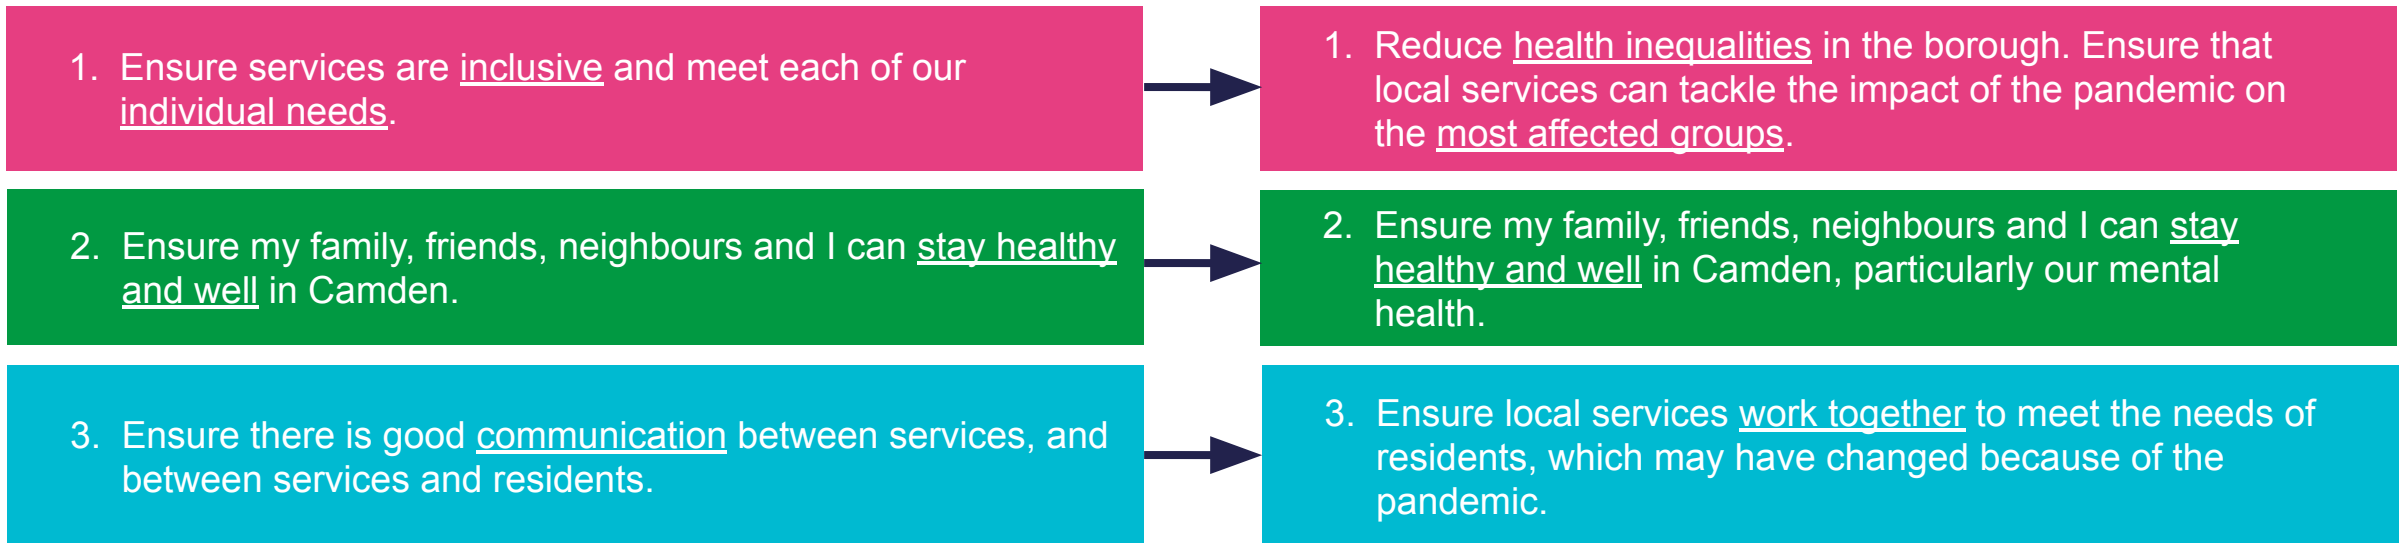 1. Ensure services are inclusive and meet each of our
individual needs.
1. Reduce health inequalities in the borough. Ensure that
local services can tackle the impact of the pandemic on
the most affected groups.
2. Ensure my family, friends, neighbours and I can stay healthy
and well in Camden.
2. Ensure my family, friends, neighbours and I can stay
healthy and well in Camden, particularly our mental
health.
3. Ensure there is good communication between services, and
between services and residents.
3. Ensure local services work together to meet the needs of
residents, which may have changed because of the
pandemic.